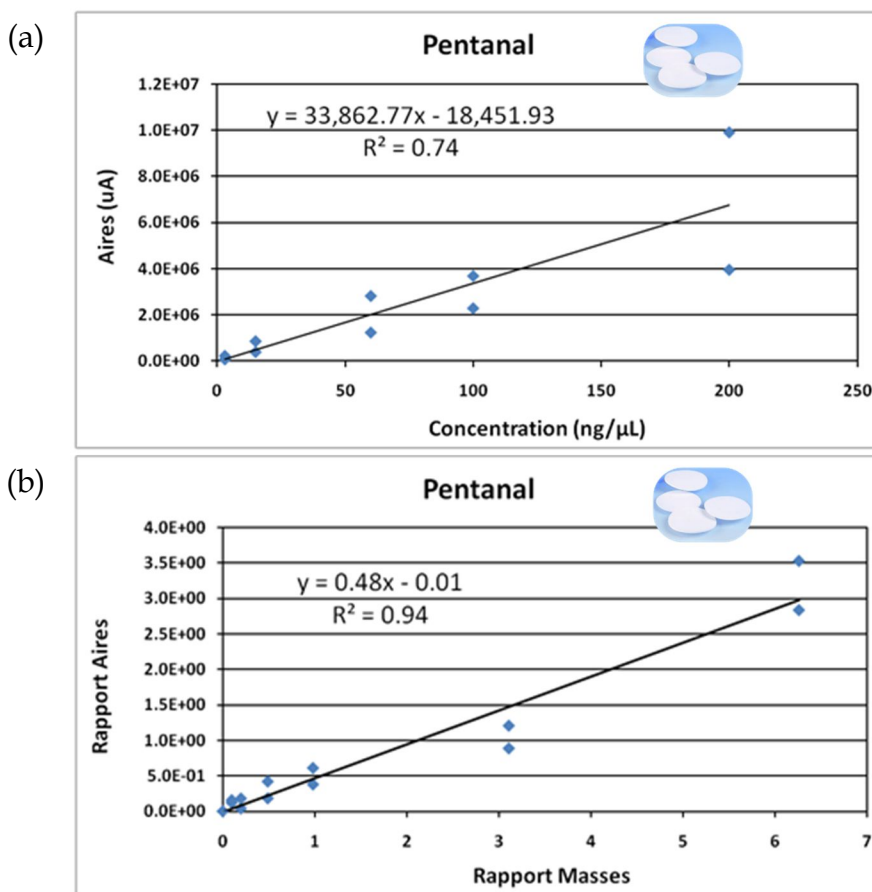 (a)
Pentanal
y = 33,862.77x - 18,451.93
R² = 0.74
Aires (uA)
1.2E+07
1.0E+07
8.0E+06
6.0E+06
4.0E+06
2.0E+06
0.0E+00
0 50 100 150 200 250
Concentration (ng/µL)
(b)
Pentanal
y = 0.48x - 0.01
R² = 0.94
Rapport Aires
4.0E+00
3.5E+00
3.0E+00
2.5E+00
2.0E+00
1.5E+00
1.0E+00
5.0E-01
0.0E+00
0 1 2 3 4 5 6 7
Rapport Masses